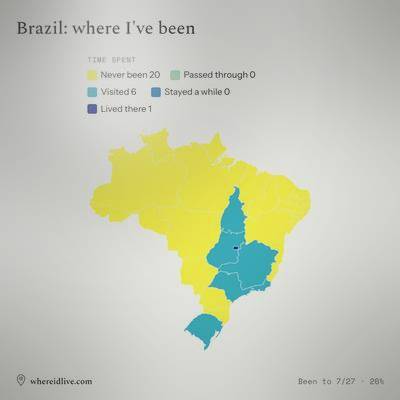 Brazil: where I've been
TIME SPENT
Never been 20 Passed through 0
Visited 6 Stayed a while 0
Lived there 1
whereidlive.com
Been to 7/27 · 26%